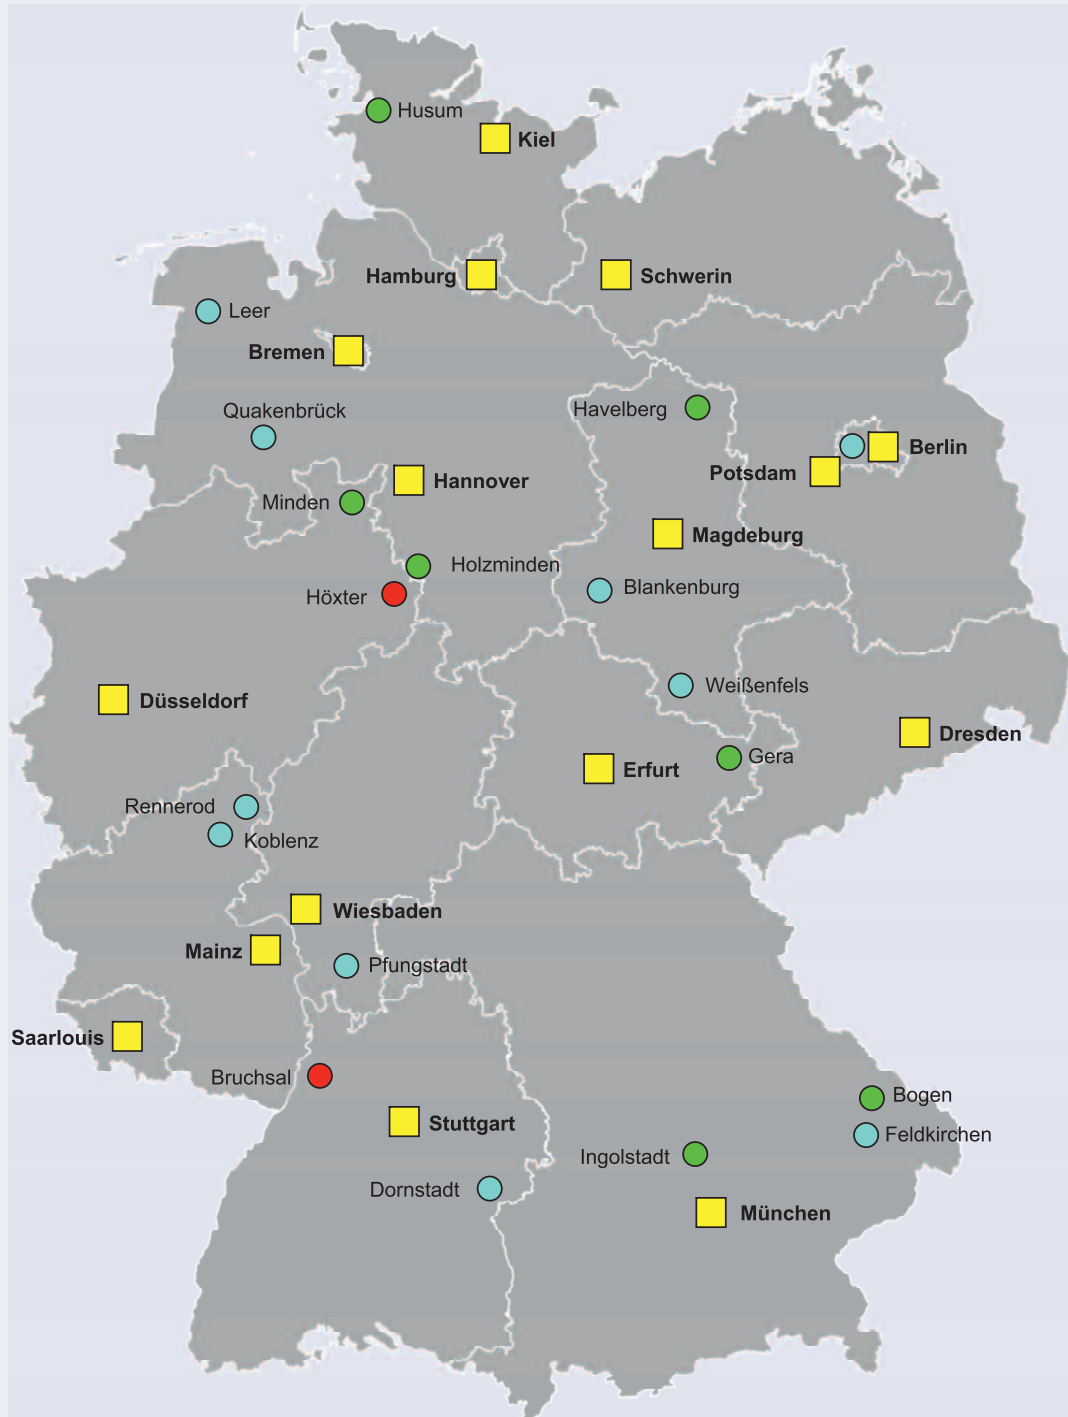 Husum
Kiel
Hamburg
Schwerin
Leer
Bremen
Quakenbrück
Havelberg
Berlin
Potsdam
Hannover
Minden
Magdeburg
Holzminden
Blankenburg
Höxter
Weißenfels
Düsseldorf
Dresden
Gera
Erfurt
Rennerod
Koblenz
Wiesbaden
Mainz
Pfungstadt
Saarlouis
Bruchsal
Bogen
Stuttgart
Feldkirchen
Ingolstadt
Dornstadt
München